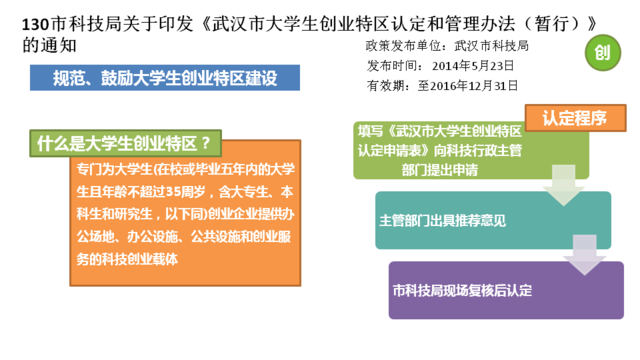 130市科技局关于印发《武汉市大学生创业特区认定和管理办法（暂行）》
的通知
政策发布单位：武汉市科技局
发布时间：2014年5月23日
有效期：至2016年12月31日
创
规范、鼓励大学生创业特区建设
什么是大学生创业特区？
专门为大学生(在校或毕业五年内的大学
生且年龄不超过35周岁，含大专生、本
科生和研究生，以下同)创业企业提供办
公场地、办公设施、公共设施和创业服
务的科技创业载体
认定程序
填写《武汉市大学生创业特区
认定申请表》向科技行政主管
部门提出申请
主管部门出具推荐意见
市科技局现场复核后认定